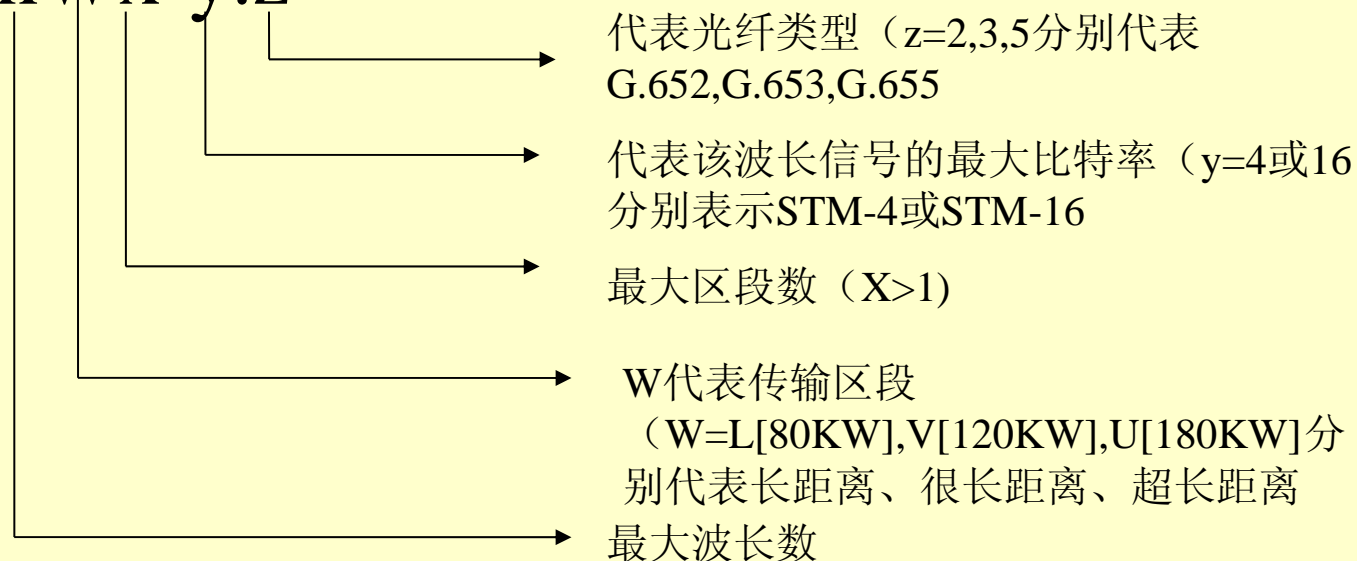 代表光纤类型（z=2,3,5分别代表
G.652,G.653,G.655
代表该波长信号的最大比特率（y=4或16
分别表示STM-4或STM-16
最大区段数（X>1)
W代表传输区段
（W=L[80KW],V[120KW],U[180KW]分
别代表长距离、很长距离、超长距离
最大波长数